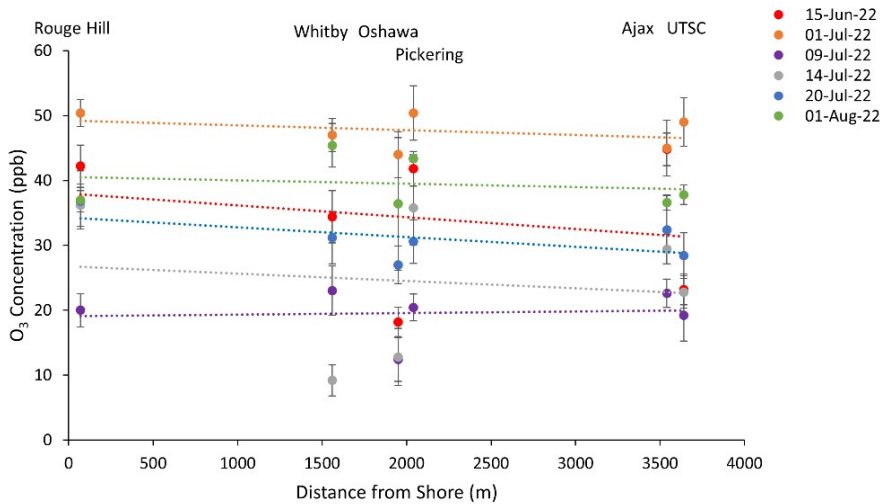 Rouge Hill
Whitby Oshawa
Pickering
Ajax UTSC
15-Jun-22
01-Jul-22
09-Jul-22
14-Jul-22
20-Jul-22
01-Aug-22
60
50
40
30
20
10
0
O₃ Concentration (ppb)
0 500 1000 1500 2000 2500 3000 3500 4000
Distance from Shore (m)